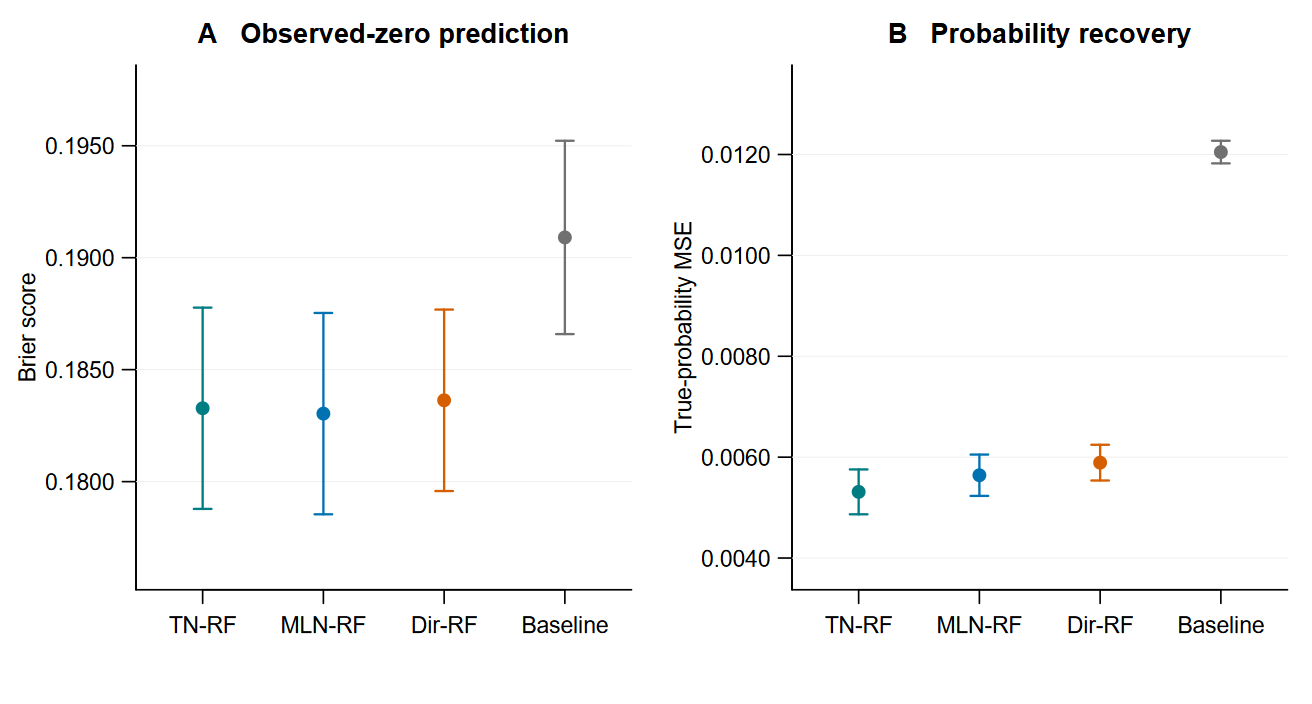 A Observed-zero prediction
Brier score
0.1950
0.1900
0.1850
0.1800
TN-RF MLN-RF Dir-RF Baseline
B Probability recovery
True-probability MSE
0.0120
0.0100
0.0080
0.0060
0.0040
TN-RF MLN-RF Dir-RF Baseline